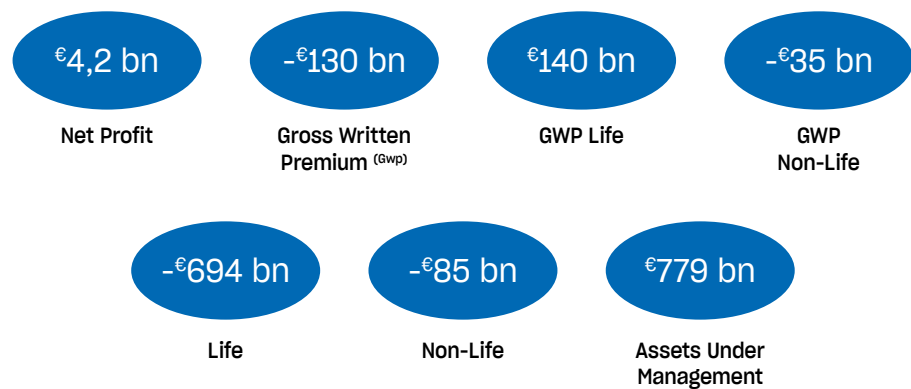 €4,2 bn
-€130 bn
€140 bn
-€35 bn
Net Profit
Gross Written
Premium (Gwp)
GWP Life
GWP
Non-Life
-€694 bn
-€85 bn
€779 bn
Life
Non-Life
Assets Under
Management